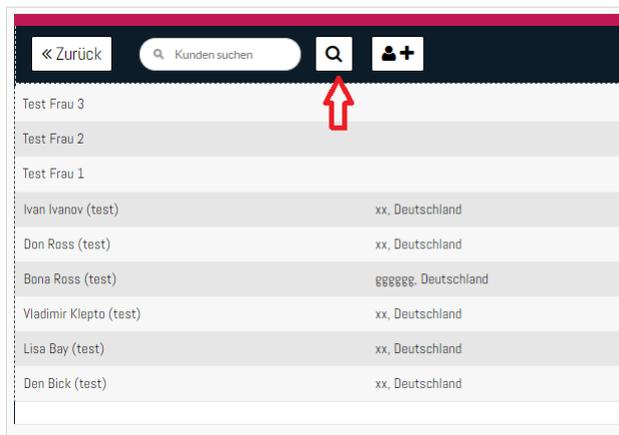 « Zurück Kunden suchen
Test Frau 3
Test Frau 2
Test Frau 1
Ivan Ivanov (test) xx, Deutschland
Don Ross (test) xx, Deutschland
Bona Ross (test) gggggg, Deutschland
Vladimir Klepto (test) xx, Deutschland
Lisa Bay (test) xx, Deutschland
Den Bick (test) xx, Deutschland